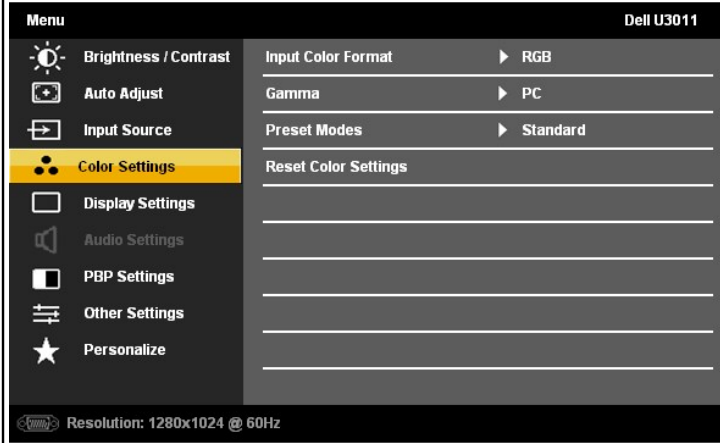 Menu Dell U3011
Brightness / Contrast Input Color Format RGB
Auto Adjust Gamma PC
Input Source Preset Modes Standard
Color Settings Reset Color Settings
Display Settings
Audio Settings
PBP Settings
Other Settings
Personalize
Resolution: 1280x1024 @ 60Hz